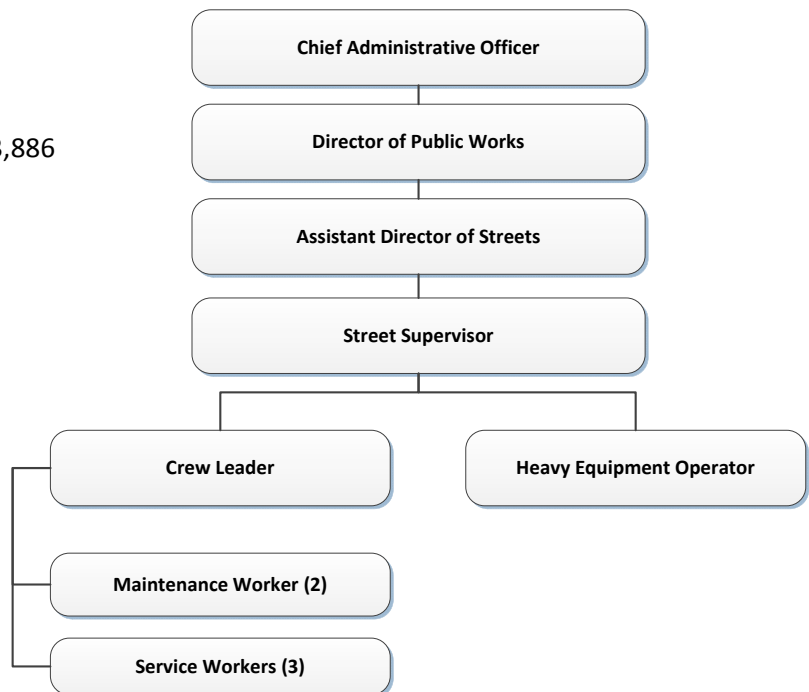 Chief Administrative Officer
,886
Director of Public Works
Assistant Director of Streets
Street Supervisor
Crew Leader
Heavy Equipment Operator
Maintenance Worker (2)
Service Workers (3)